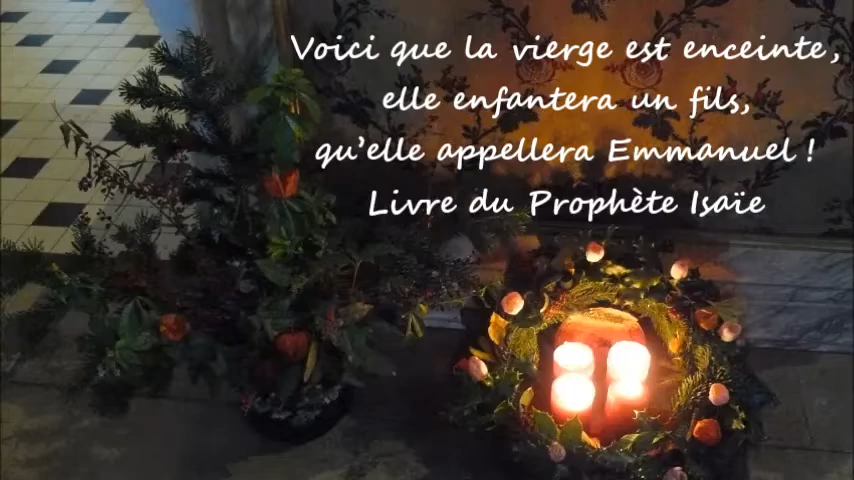 Voici que la vierge est enceinte,
elle enfantera un fils,
qu'elle appellera Emmanuel !
Livre du Prophète Isaïe